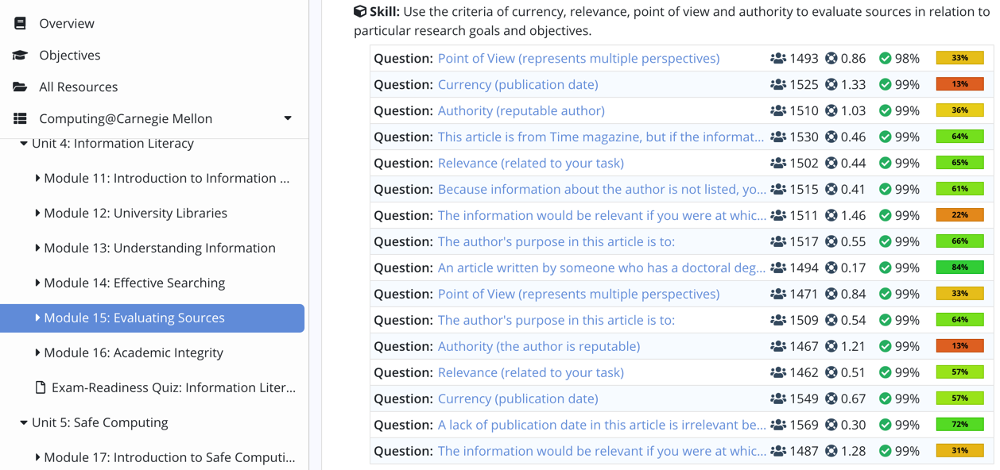 Overview
Objectives
All Resources
Computing@Carnegie Mellon
Unit 4: Information Literacy
Module 11: Introduction to Information ...
Module 12: University Libraries
Module 13: Understanding Information
Module 14: Effective Searching
Module 15: Evaluating Sources
Module 16: Academic Integrity
Exam-Readiness Quiz: Information Liter...
Unit 5: Safe Computing
Module 17: Introduction to Safe Computi...
Skill: Use the criteria of currency, relevance, point of view and authority to evaluate sources in relation to
particular research goals and objectives.
Question: Point of View (represents multiple perspectives) 1493 0.86 98% 33%
Question: Currency (publication date) 1525 1.33 99% 13%
Question: Authority (reputable author) 1510 1.03 99% 36%
Question: This article is from Time magazine, but if the informat... 1530 0.46 99% 64%
Question: Relevance (related to your task) 1502 0.44 99% 65%
Question: Because information about the author is not listed, yo... 1515 0.41 99% 61%
Question: The information would be relevant if you were at whic... 1511 1.46 99% 22%
Question: The author's purpose in this article is to: 1517 0.55 99% 66%
Question: An article written by someone who has a doctoral deg... 1494 0.17 99% 84%
Question: Point of View (represents multiple perspectives) 1471 0.84 99% 33%
Question: The author's purpose in this article is to: 1509 0.54 99% 64%
Question: Authority (the author is reputable) 1467 1.21 99% 13%
Question: Relevance (related to your task) 1462 0.51 99% 57%
Question: Currency (publication date) 1549 0.67 99% 57%
Question: A lack of publication date in this article is irrelevant be... 1569 0.30 99% 72%
Question: The information would be relevant if you were at whic... 1487 1.28 99% 31%